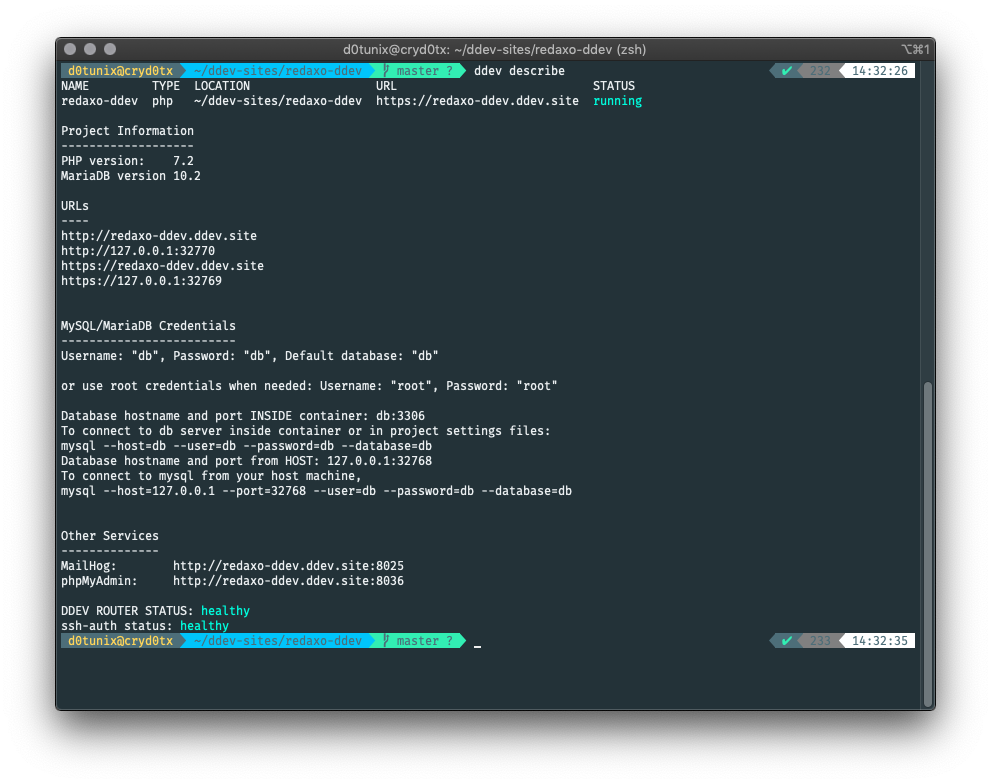 d0tunix@cryd0tx: ~/ddev-sites/redaxo-ddev (zsh) ⌥⌘1
d0tunix@cryd0tx ~/ddev-sites/redaxo-ddev master ? ddev describe ✔ 232 14:32:26
NAME TYPE LOCATION URL STATUS
redaxo-ddev php ~/ddev-sites/redaxo-ddev https://redaxo-ddev.ddev.site running
Project Information
-------------------
PHP version: 7.2
MariaDB version 10.2
URLs
----
http://redaxo-ddev.ddev.site
http://127.0.0.1:32770
https://redaxo-ddev.ddev.site
https://127.0.0.1:32769
MySQL/MariaDB Credentials
-------------------------
Username: "db", Password: "db", Default database: "db"
or use root credentials when needed: Username: "root", Password: "root"
Database hostname and port INSIDE container: db:3306
To connect to db server inside container or in project settings files:
mysql --host=db --user=db --password=db --database=db
Database hostname and port from HOST: 127.0.0.1:32768
To connect to mysql from your host machine,
mysql --host=127.0.0.1 --port=32768 --user=db --password=db --database=db
Other Services
--------------
MailHog: http://redaxo-ddev.ddev.site:8025
phpMyAdmin: http://redaxo-ddev.ddev.site:8036
DDEV ROUTER STATUS: healthy
ssh-auth status: healthy
d0tunix@cryd0tx ~/ddev-sites/redaxo-ddev master ? _ ✔ 233 14:32:35